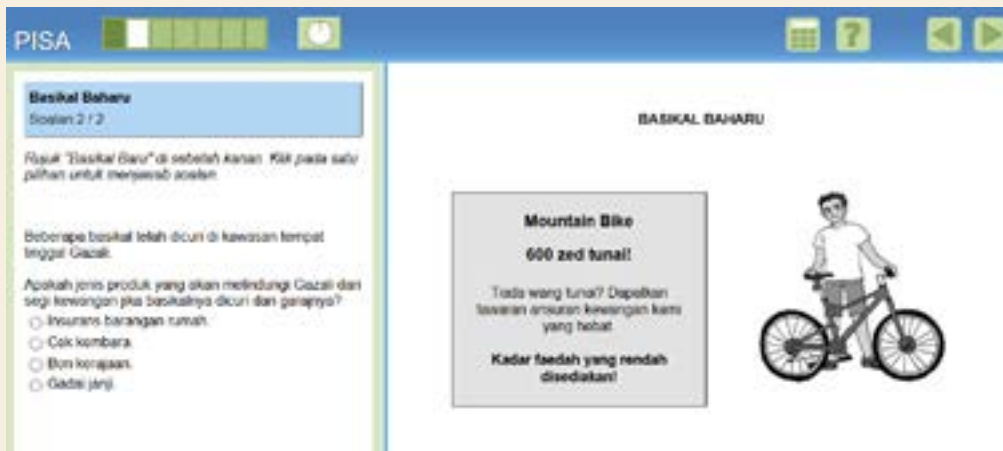 PISA
?
Basikal Baharu
Soalan 2 / 2
Rujuk "Basikal Baru" di sebelah kanan. Klik pada satu
pilihan untuk menjawab soalan.
Beberapa basikal telah dicuri di kawasan tempat
tinggal Gazali.
Apakah jenis produk yang akan melindungi Gazali dari
segi kewangan jika basikalnya dicuri dari garajnya?
Insurans barangan rumah.
Cek kembara.
Bon kerajaan.
Gadai janji.
BASIKAL BAHARU
Mountain Bike
600 zed tunai!
Tiada wang tunai? Dapatkan
tawaran ansuran kewangan kami
yang hebat
Kadar faedah yang rendah
disediakan!